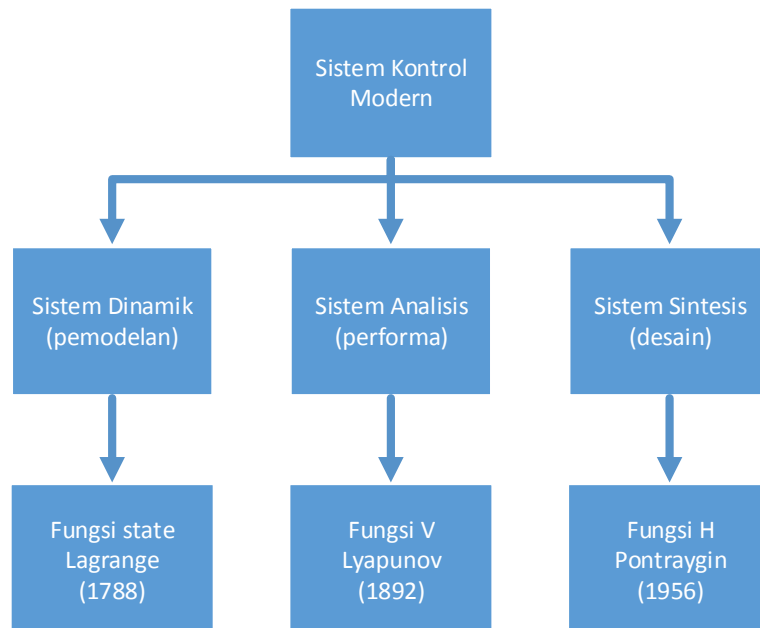 Sistem Kontrol
Modern
Sistem Dinamik
(pemodelan)
Sistem Analisis
(performa)
Sistem Sintesis
(desain)
Fungsi state
Lagrange
(1788)
Fungsi V
Lyapunov
(1892)
Fungsi H
Pontraygin
(1956)